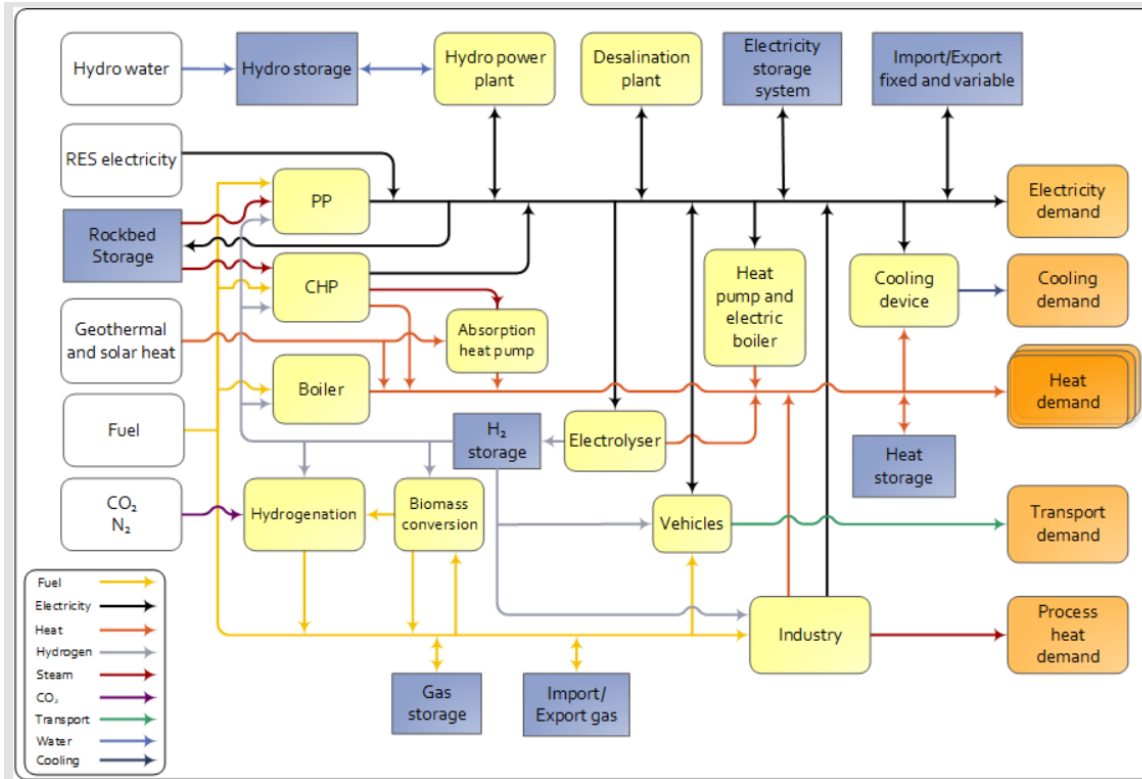 Hydro water
Hydro storage
Hydro power
plant
Desalination
plant
Electricity
storage
system
Import/Export
fixed and variable
RES electricity
PP
Electricity
demand
Rockbed
Storage
CHP
Heat
pump and
electric
boiler
Cooling
device
Cooling
demand
Geothermal
and solar heat
Absorption
heat pump
Boiler
Heat
demand
Fuel
H₂
storage
Electrolyser
Heat
storage
CO₂
N₂
Hydrogenation
Biomass
conversion
Vehicles
Transport
demand
Fuel
Electricity
Heat
Hydrogen
Steam
CO₂
Transport
Water
Cooling
Industry
Process
heat
demand
Gas
storage
Import/
Export gas